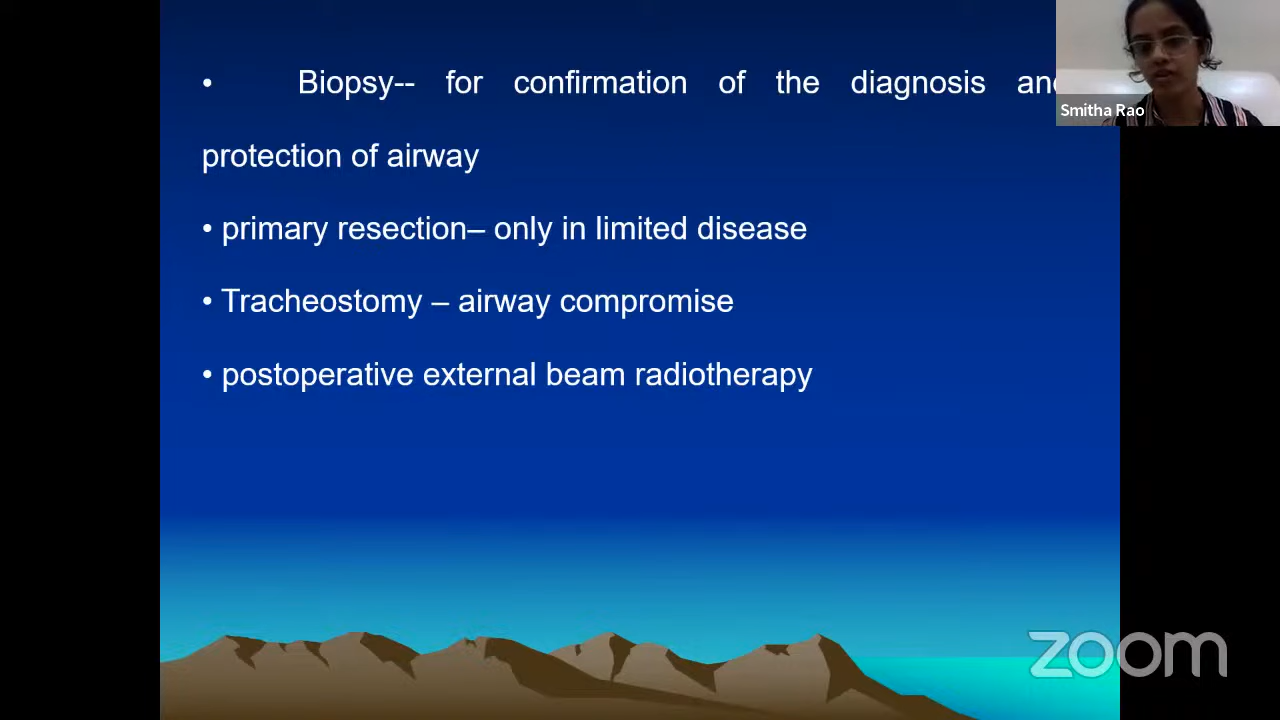 • Biopsy-- for confirmation of the diagnosis and
protection of airway
• primary resection– only in limited disease
• Tracheostomy – airway compromise
• postoperative external beam radiotherapy
Smitha Rao
zoom